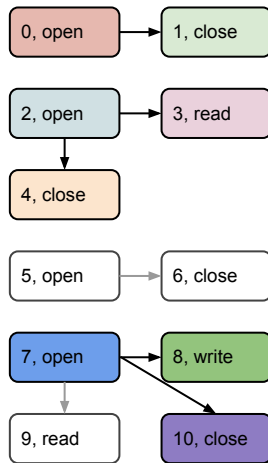 0, open
1, close
2, open
3, read
4, close
5, open
6, close
7, open
8, write
9, read
10, close